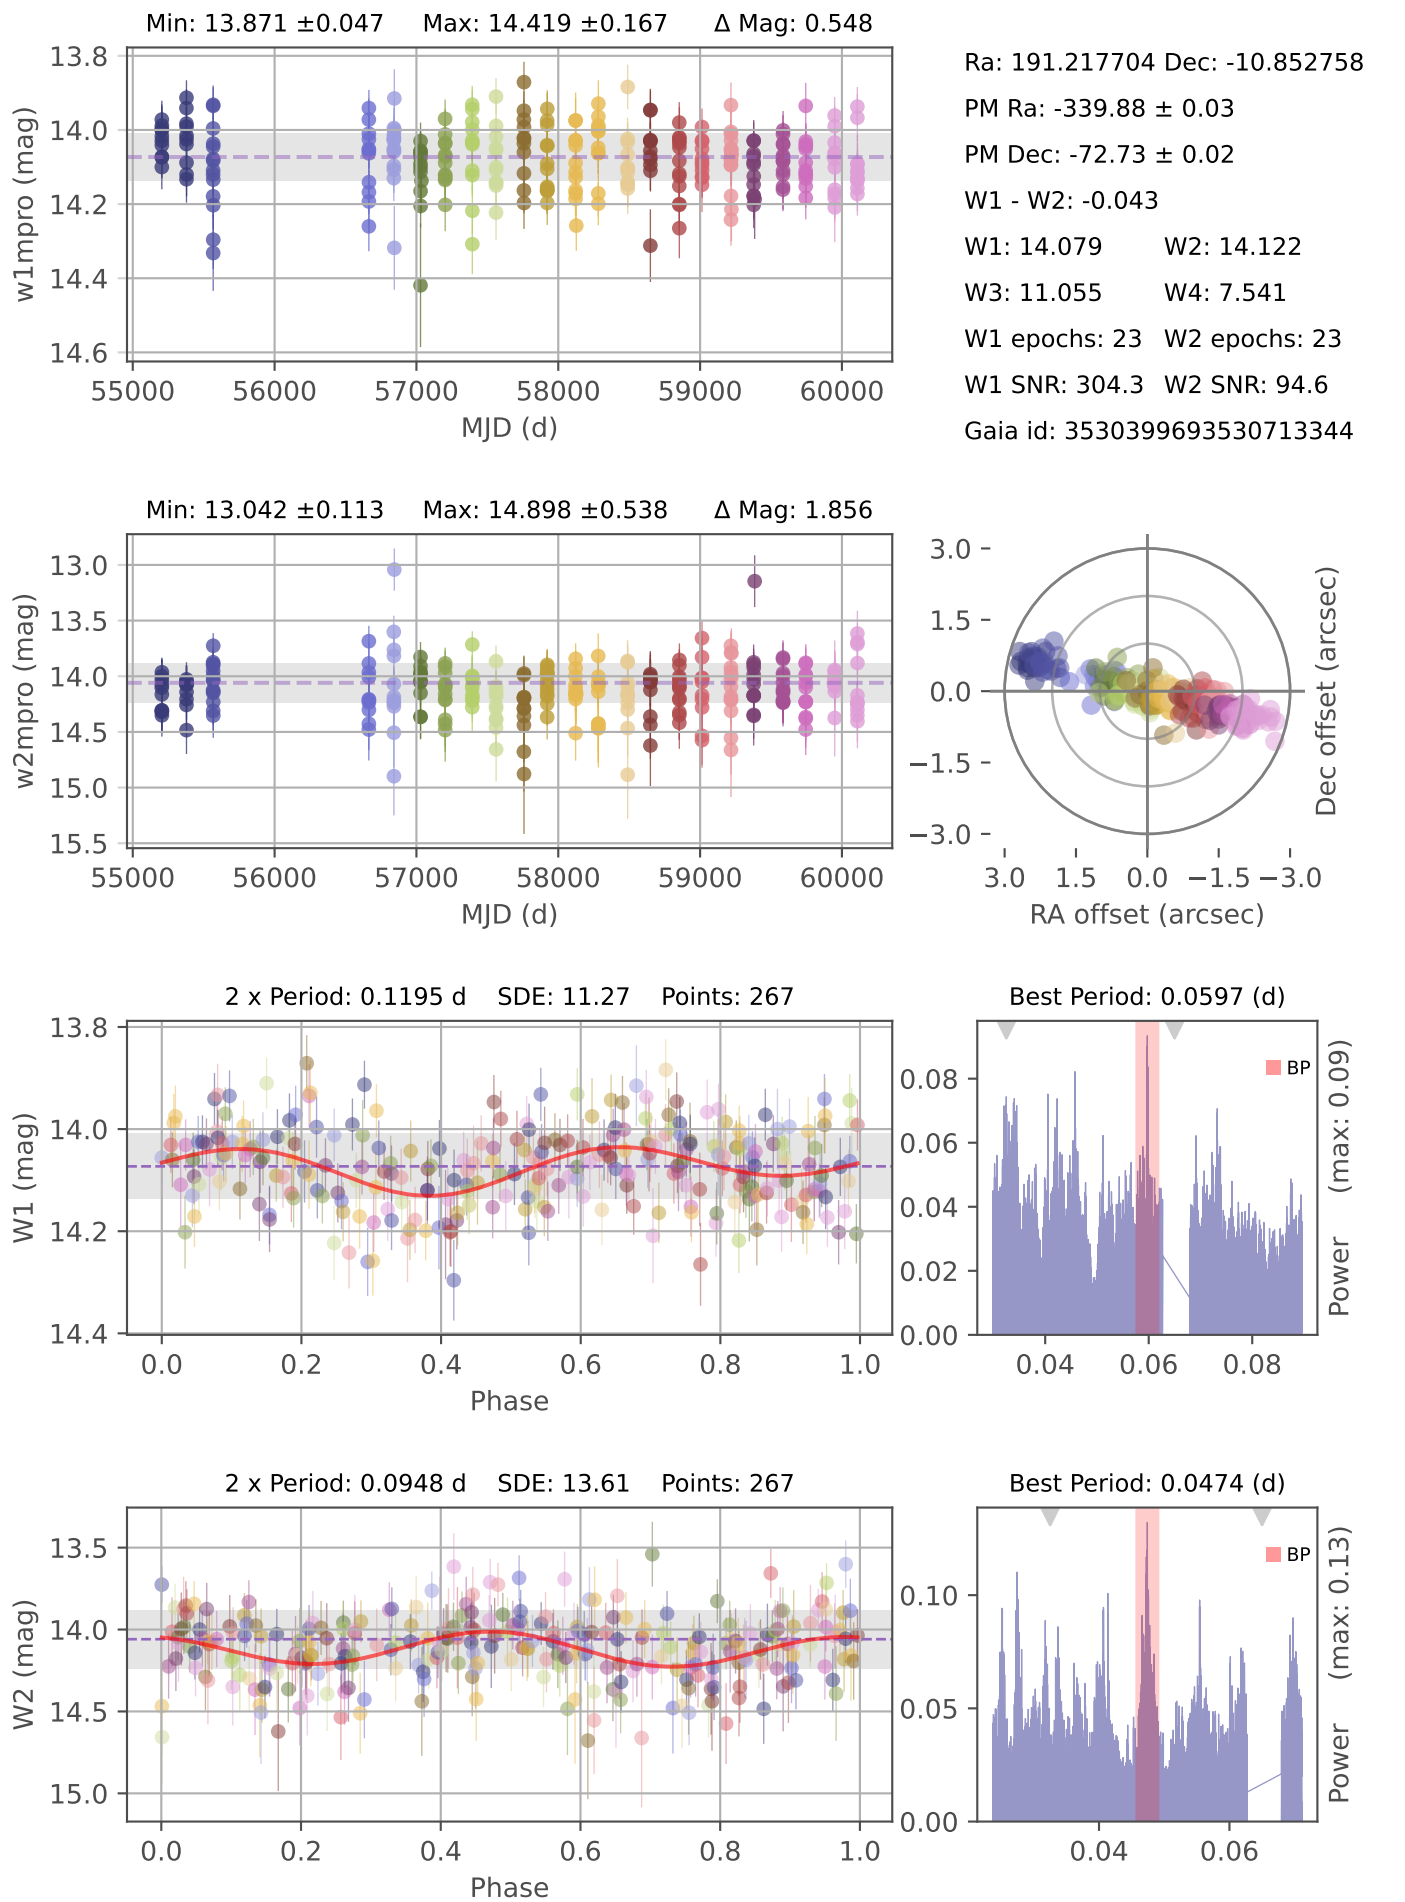 Min: 13.871 ±0.047 Max: 14.419 ±0.167 Δ Mag: 0.548
13.8
14.0
14.2
14.4
14.6
w1mpro (mag)
55000 56000 57000 58000 59000 60000
MJD (d)
Ra: 191.217704 Dec: -10.852758
PM Ra: -339.88 ± 0.03
PM Dec: -72.73 ± 0.02
W1 - W2: -0.043
W1: 14.079 W2: 14.122
W3: 11.055 W4: 7.541
W1 epochs: 23 W2 epochs: 23
W1 SNR: 304.3 W2 SNR: 94.6
Gaia id: 3530399693530713344
Min: 13.042 ±0.113 Max: 14.898 ±0.538 Δ Mag: 1.856
13.0
13.5
14.0
14.5
15.0
15.5
w2mpro (mag)
55000 56000 57000 58000 59000 60000
MJD (d)
3.0
1.5
0.0
−1.5
−3.0
Dec offset (arcsec)
3.0 1.5 0.0 −1.5 −3.0
RA offset (arcsec)
2 x Period: 0.1195 d SDE: 11.27 Points: 267
13.8
14.0
14.2
14.4
W1 (mag)
0.0 0.2 0.4 0.6 0.8 1.0
Phase
Best Period: 0.0597 (d)
BP
0.08
0.06
0.04
0.02
0.00
Power (max: 0.09)
0.04 0.06 0.08
2 x Period: 0.0948 d SDE: 13.61 Points: 267
13.5
14.0
14.5
15.0
W2 (mag)
0.0 0.2 0.4 0.6 0.8 1.0
Phase
Best Period: 0.0474 (d)
BP
0.10
0.05
0.00
Power (max: 0.13)
0.04 0.06